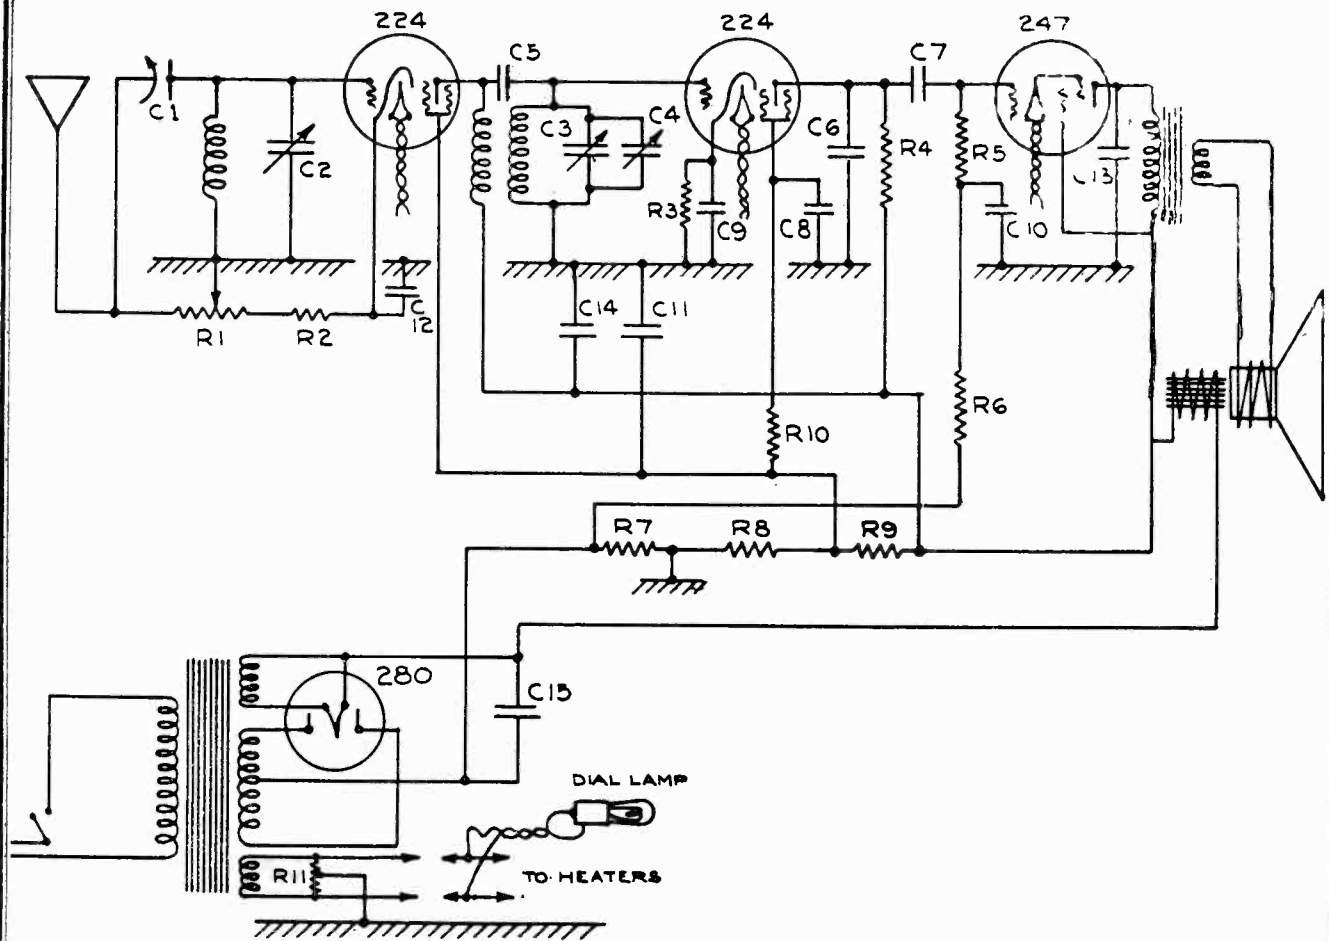 224
224
247
C1
C2
C5
C3
C4
C6
C7
R4
R5
C13
R3
C9
C8
C10
R1
R2
C
12
C14
C11
R6
R10
R7
R8
R9
280
C15
DIAL LAMP
R11
TO HEATERS